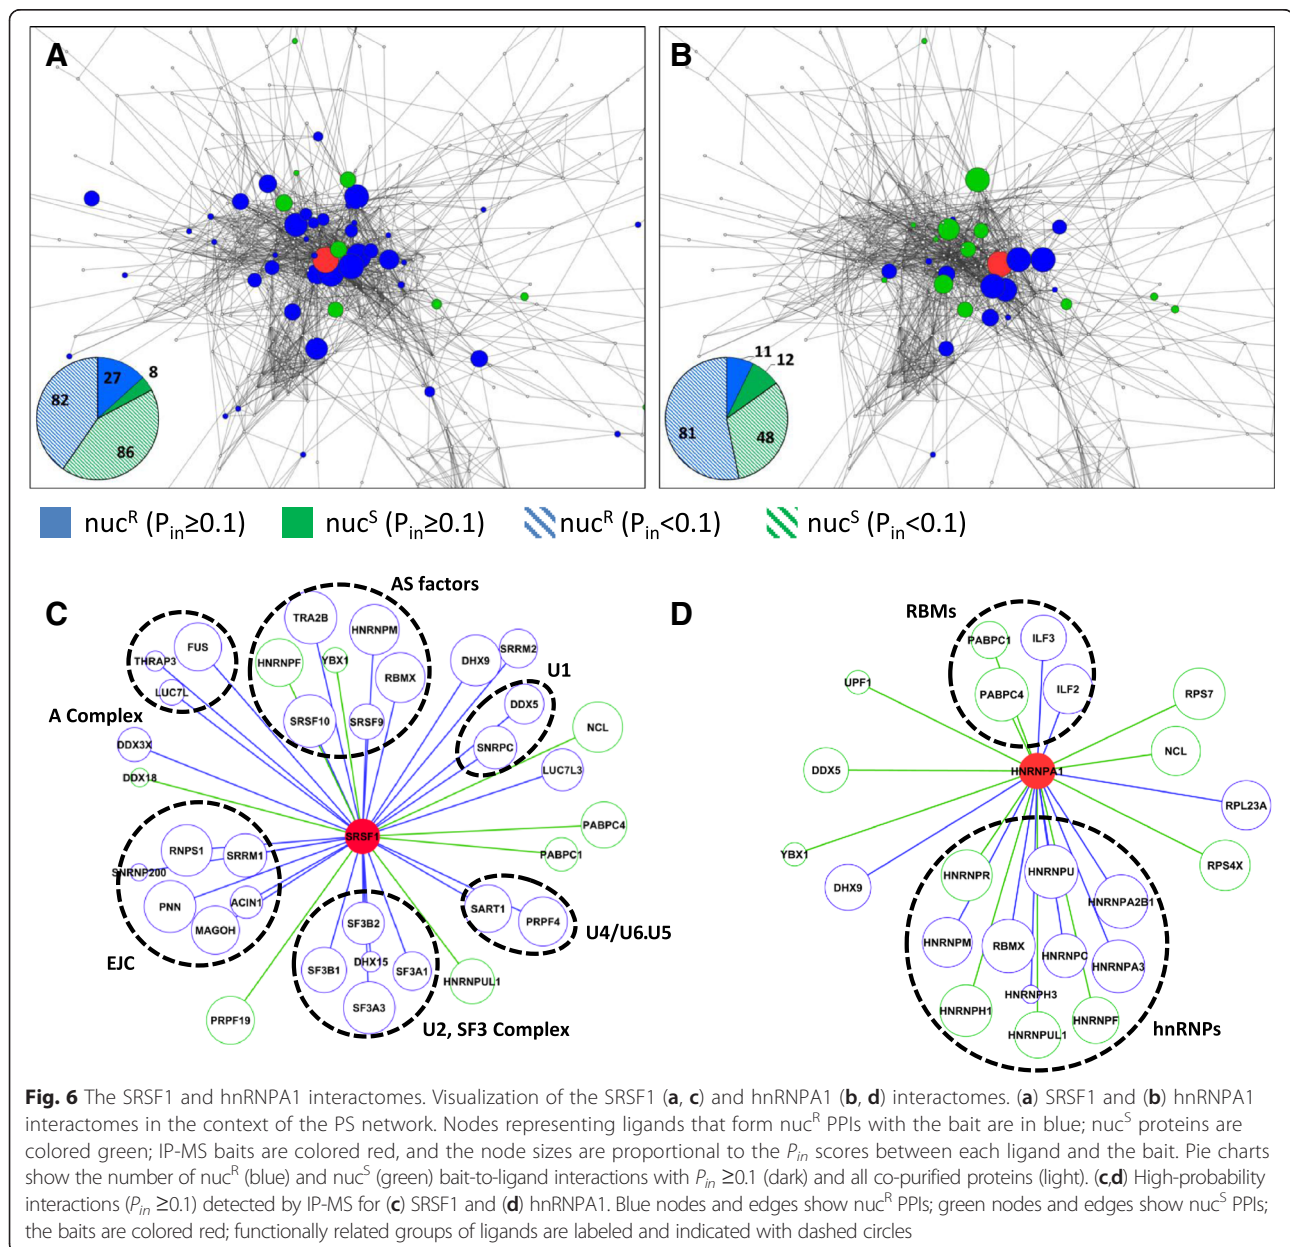 A
27
8
82
86
B
11
12
81
48
nucR (Pin≥0.1) nucS (Pin≥0.1) nucR (Pin<0.1) nucS (Pin<0.1)
C
AS factors
TRA2B
HNRNPM
FUS
THRAP3
LUC7L
HNRNPF
YBX1
RBMX
DHX9
SRRM2
U1
A Complex
SRSF10
SRSF9
DDX5
SNRPC
NCL
DDX3X
DDX18
LUC7L3
SRSF1
PABPC4
PABPC1
RNPS1
SRRM1
SNRNP200
PNN
ACIN1
MAGOH
EJC
SART1
PRPF4
U4/U6.U5
SF3B2
SF3B1
DHX15
SF3A1
SF3A3
HNRNPUL1
PRPF19
U2, SF3 Complex
D
RBMs
PABPC1
ILF3
PABPC4
ILF2
UPF1
RPS7
NCL
DDX5
HNRNPA1
RPL23A
YBX1
RPS4X
DHX9
HNRNPR
HNRNPU
HNRNPA2B1
HNRNPM
RBMX
HNRNPC
HNRNPA3
HNRNPH3
HNRNPH1
HNRNPUL1
HNRNPF
hnRNPs
Fig. 6 The SRSF1 and hnRNPA1 interactomes. Visualization of the SRSF1 (a, c) and hnRNPA1 (b, d) interactomes. (a) SRSF1 and (b) hnRNPA1
interactomes in the context of the PS network. Nodes representing ligands that form nucR PPIs with the bait are in blue; nucS proteins are
colored green; IP-MS baits are colored red, and the node sizes are proportional to the Pin scores between each ligand and the bait. Pie charts
show the number of nucR (blue) and nucS (green) bait-to-ligand interactions with Pin ≥0.1 (dark) and all co-purified proteins (light). (c,d) High-probability
interactions (Pin ≥0.1) detected by IP-MS for (c) SRSF1 and (d) hnRNPA1. Blue nodes and edges show nucR PPIs; green nodes and edges show nucS PPIs;
the baits are colored red; functionally related groups of ligands are labeled and indicated with dashed circles